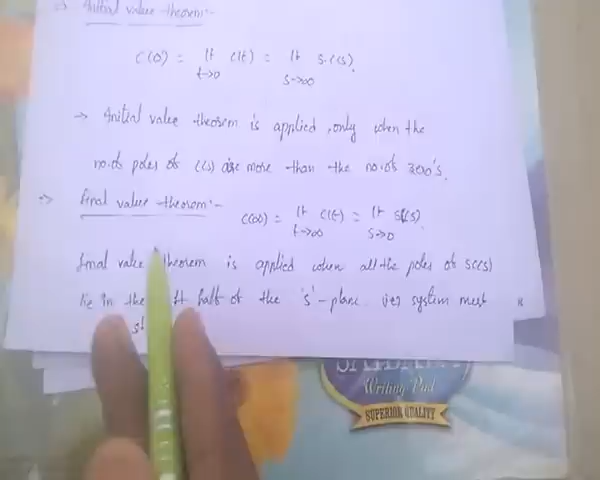 => Initial value theorem:-
C(0) = lt t→0 c(t) = lt s→∞ s.c(s).
→ Initial value theorem is applied, only when the
no.of poles of c(s) are more than the no.of zero's.
=> final value theorem:-
C(∞) = lt t→∞ c(t) = lt s→0 s c(s)
final value theorem is applied when all the poles of s c(s)
lie in the half of the 's'-plane system must
Writing Pad
SUPERIOR QUALITY